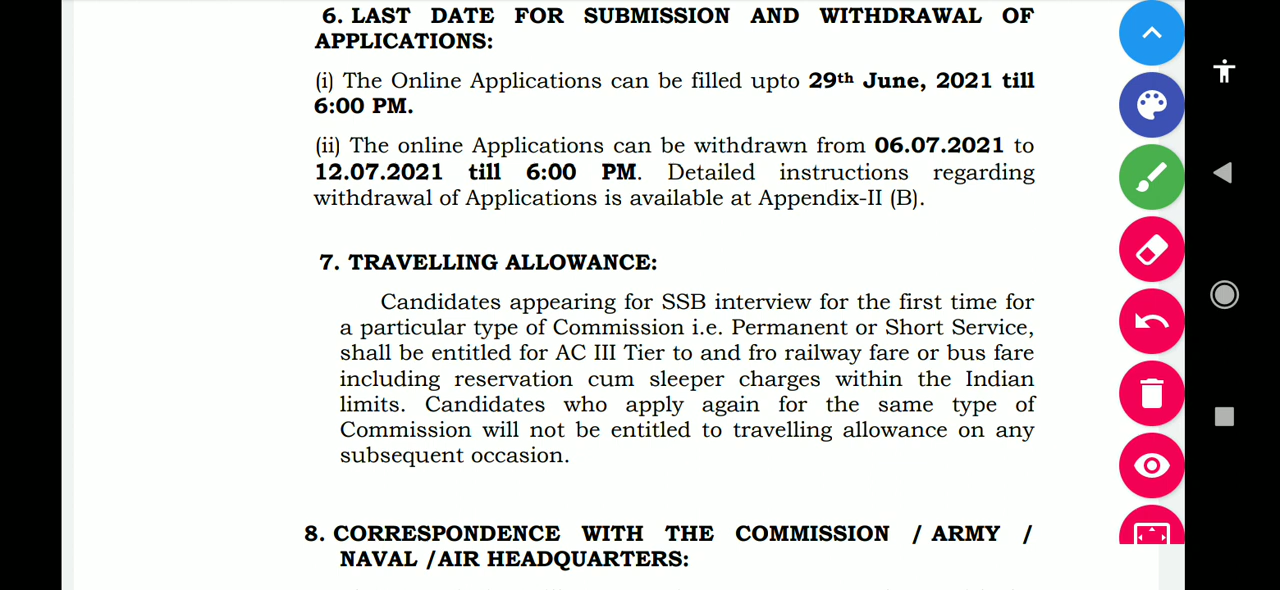 6. LAST DATE FOR SUBMISSION AND WITHDRAWAL OF
APPLICATIONS:
(i) The Online Applications can be filled upto 29th June, 2021 till
6:00 PM.
(ii) The online Applications can be withdrawn from 06.07.2021 to
12.07.2021 till 6:00 PM. Detailed instructions regarding
withdrawal of Applications is available at Appendix-II (B).
7. TRAVELLING ALLOWANCE:
Candidates appearing for SSB interview for the first time for
a particular type of Commission i.e. Permanent or Short Service,
shall be entitled for AC III Tier to and fro railway fare or bus fare
including reservation cum sleeper charges within the Indian
limits. Candidates who apply again for the same type of
Commission will not be entitled to travelling allowance on any
subsequent occasion.
8. CORRESPONDENCE WITH THE COMMISSION / ARMY /
NAVAL /AIR HEADQUARTERS: